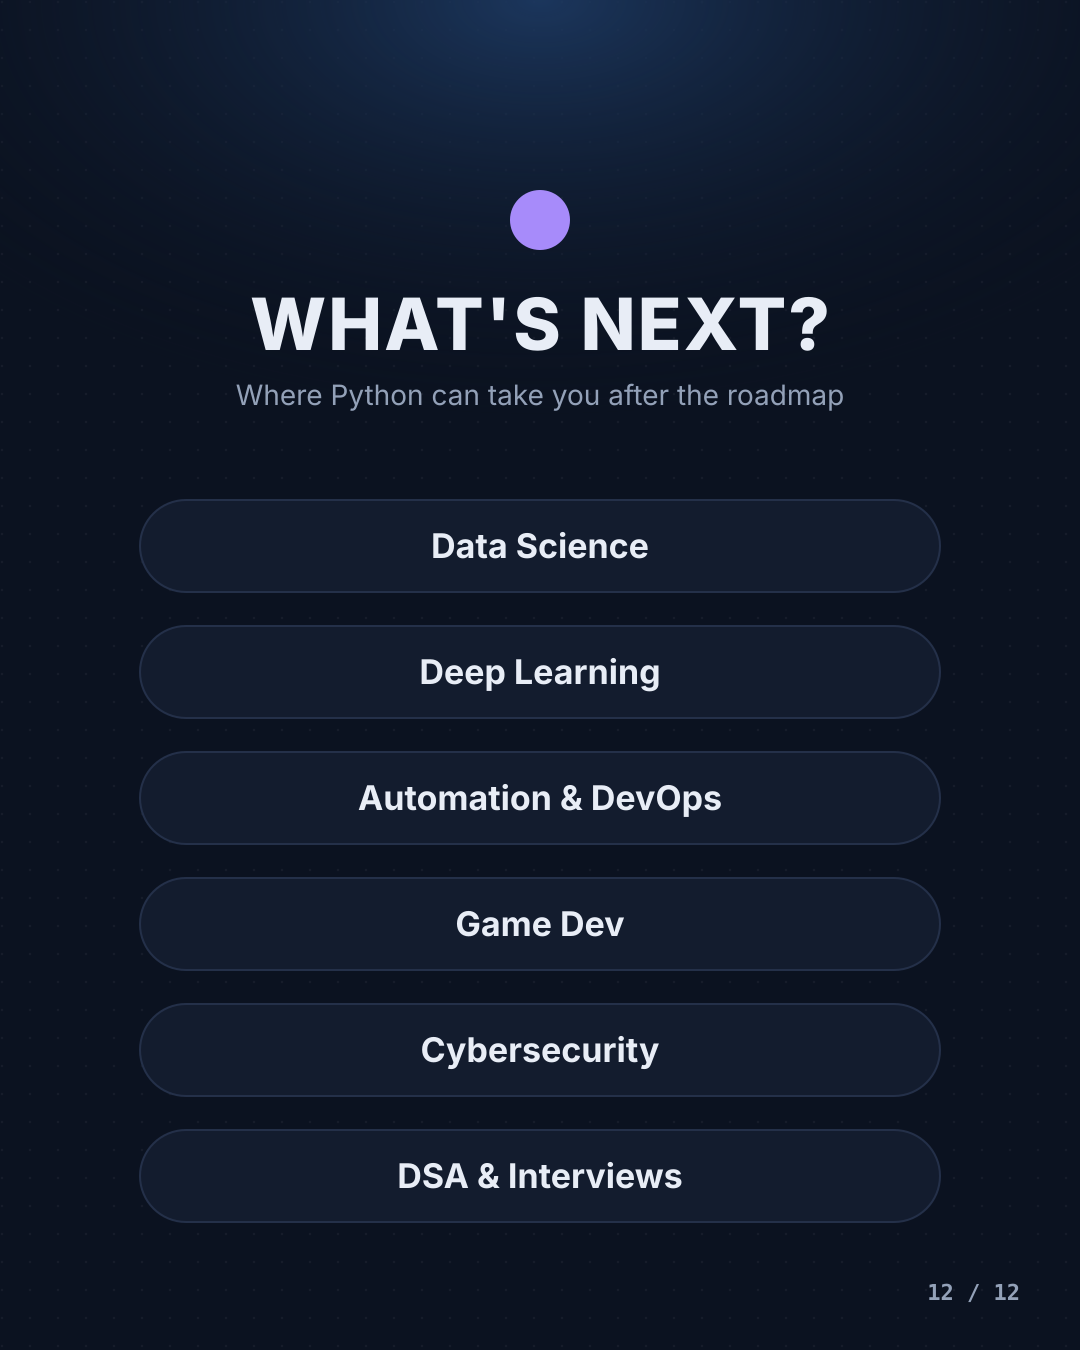 WHAT'S NEXT?
Where Python can take you after the roadmap
Data Science
Deep Learning
Automation & DevOps
Game Dev
Cybersecurity
DSA & Interviews
12 / 12